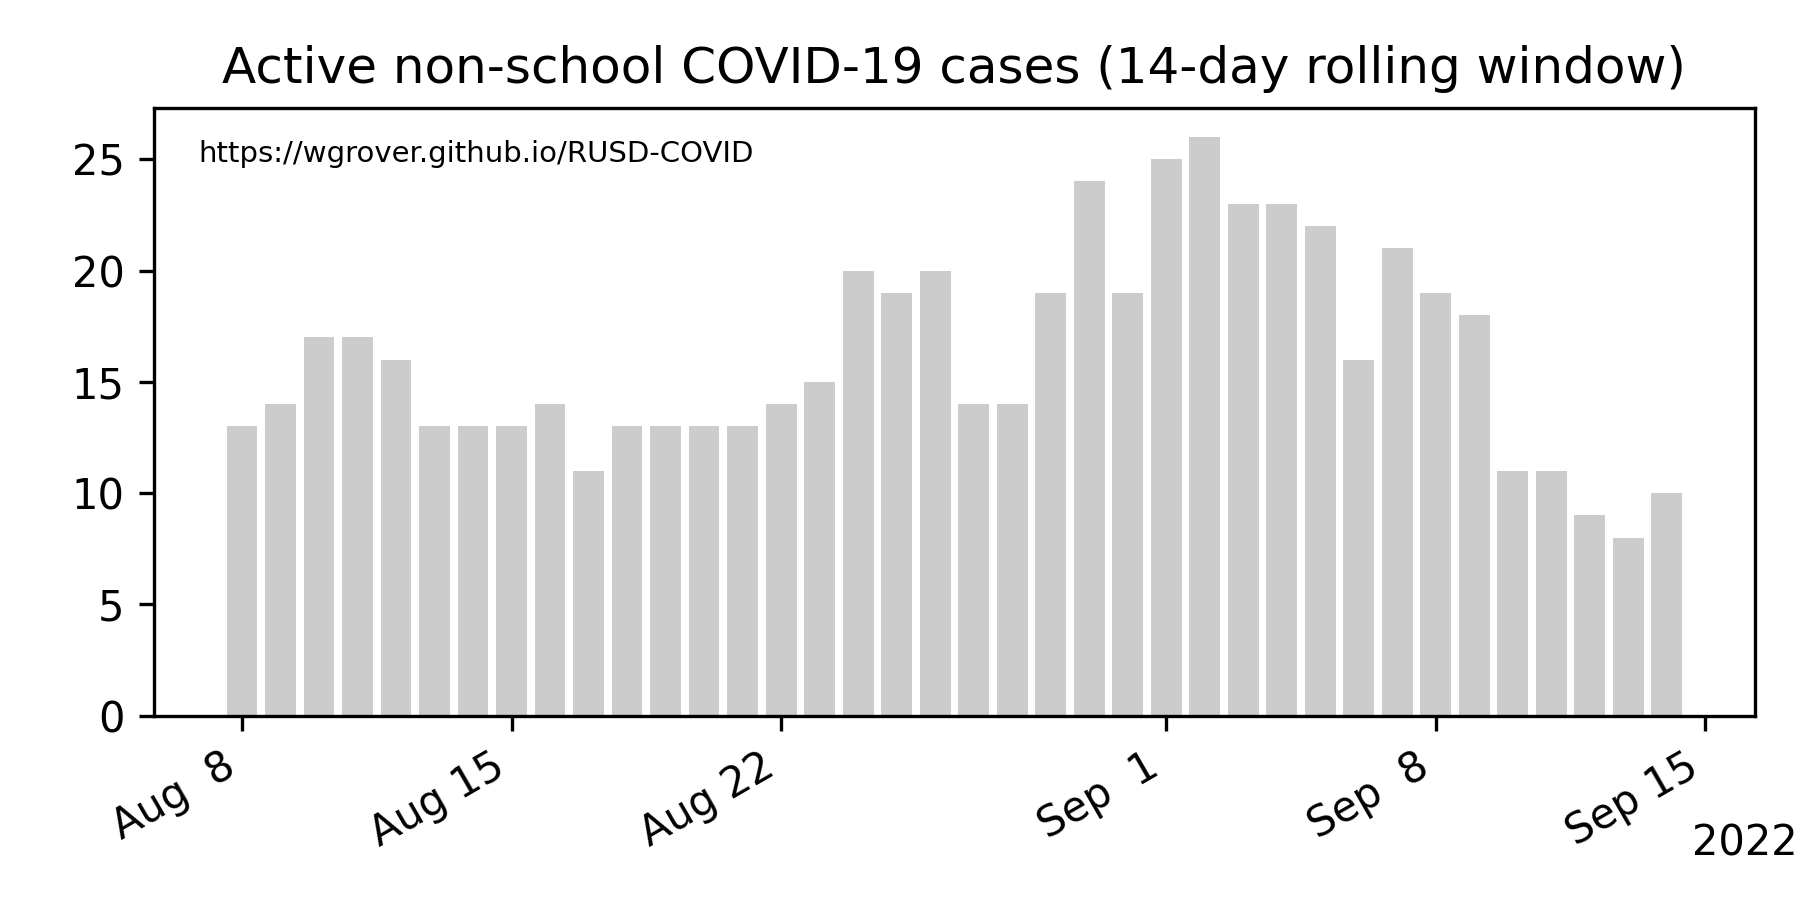 Active non-school COVID-19 cases (14-day rolling window)
https://wgrover.github.io/RUSD-COVID
25
20
15
10
5
0
Aug 8
Aug 15
Aug 22
Sep 1
Sep 8
Sep 15
2022